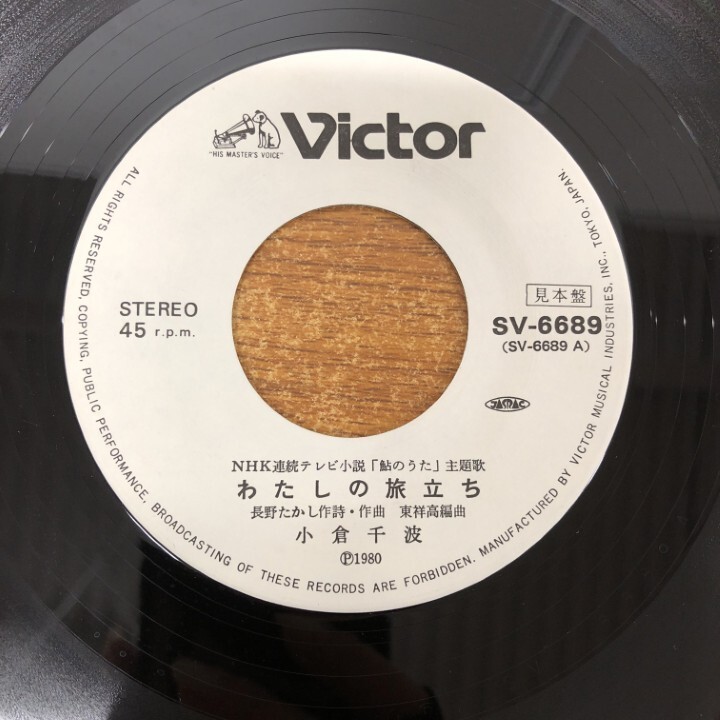 Victor
"HIS MASTER'S VOICE"
STEREO
45 r.p.m.
見本盤
SV-6689
(SV-6689 A)
JASRAC
NHK連続テレビ小説「鮎のうた」主題歌
わたしの旅立ち
長野たかし作詩・作曲 東祥高編曲
小倉千波
Ⓟ1980
ALL RIGHTS RESERVED, COPYING, PUBLIC PERFORMANCE, BROADCASTING OF THESE RECORDS ARE FORBIDDEN. MANUFACTURED BY VICTOR MUSICAL INDUSTRIES, INC., TOKYO, JAPAN.